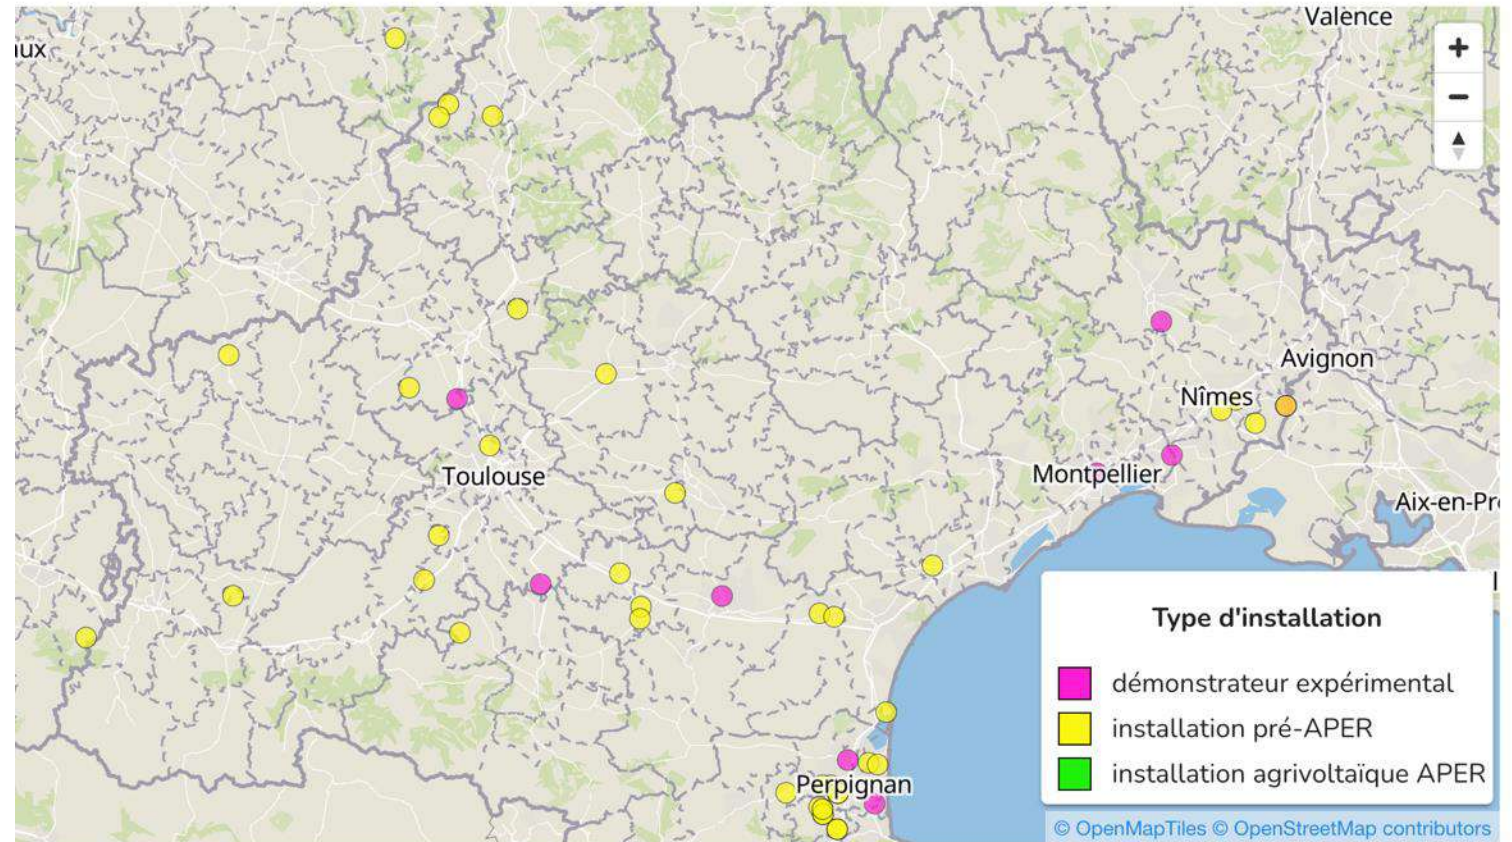 Valence
aux
+
−
Avignon
Nîmes
Toulouse
Montpellier
Aix-en-Pr
Type d'installation
démonstrateur expérimental
installation pré-APER
installation agrivoltaïque APER
Perpignan
© OpenMapTiles © OpenStreetMap contributors